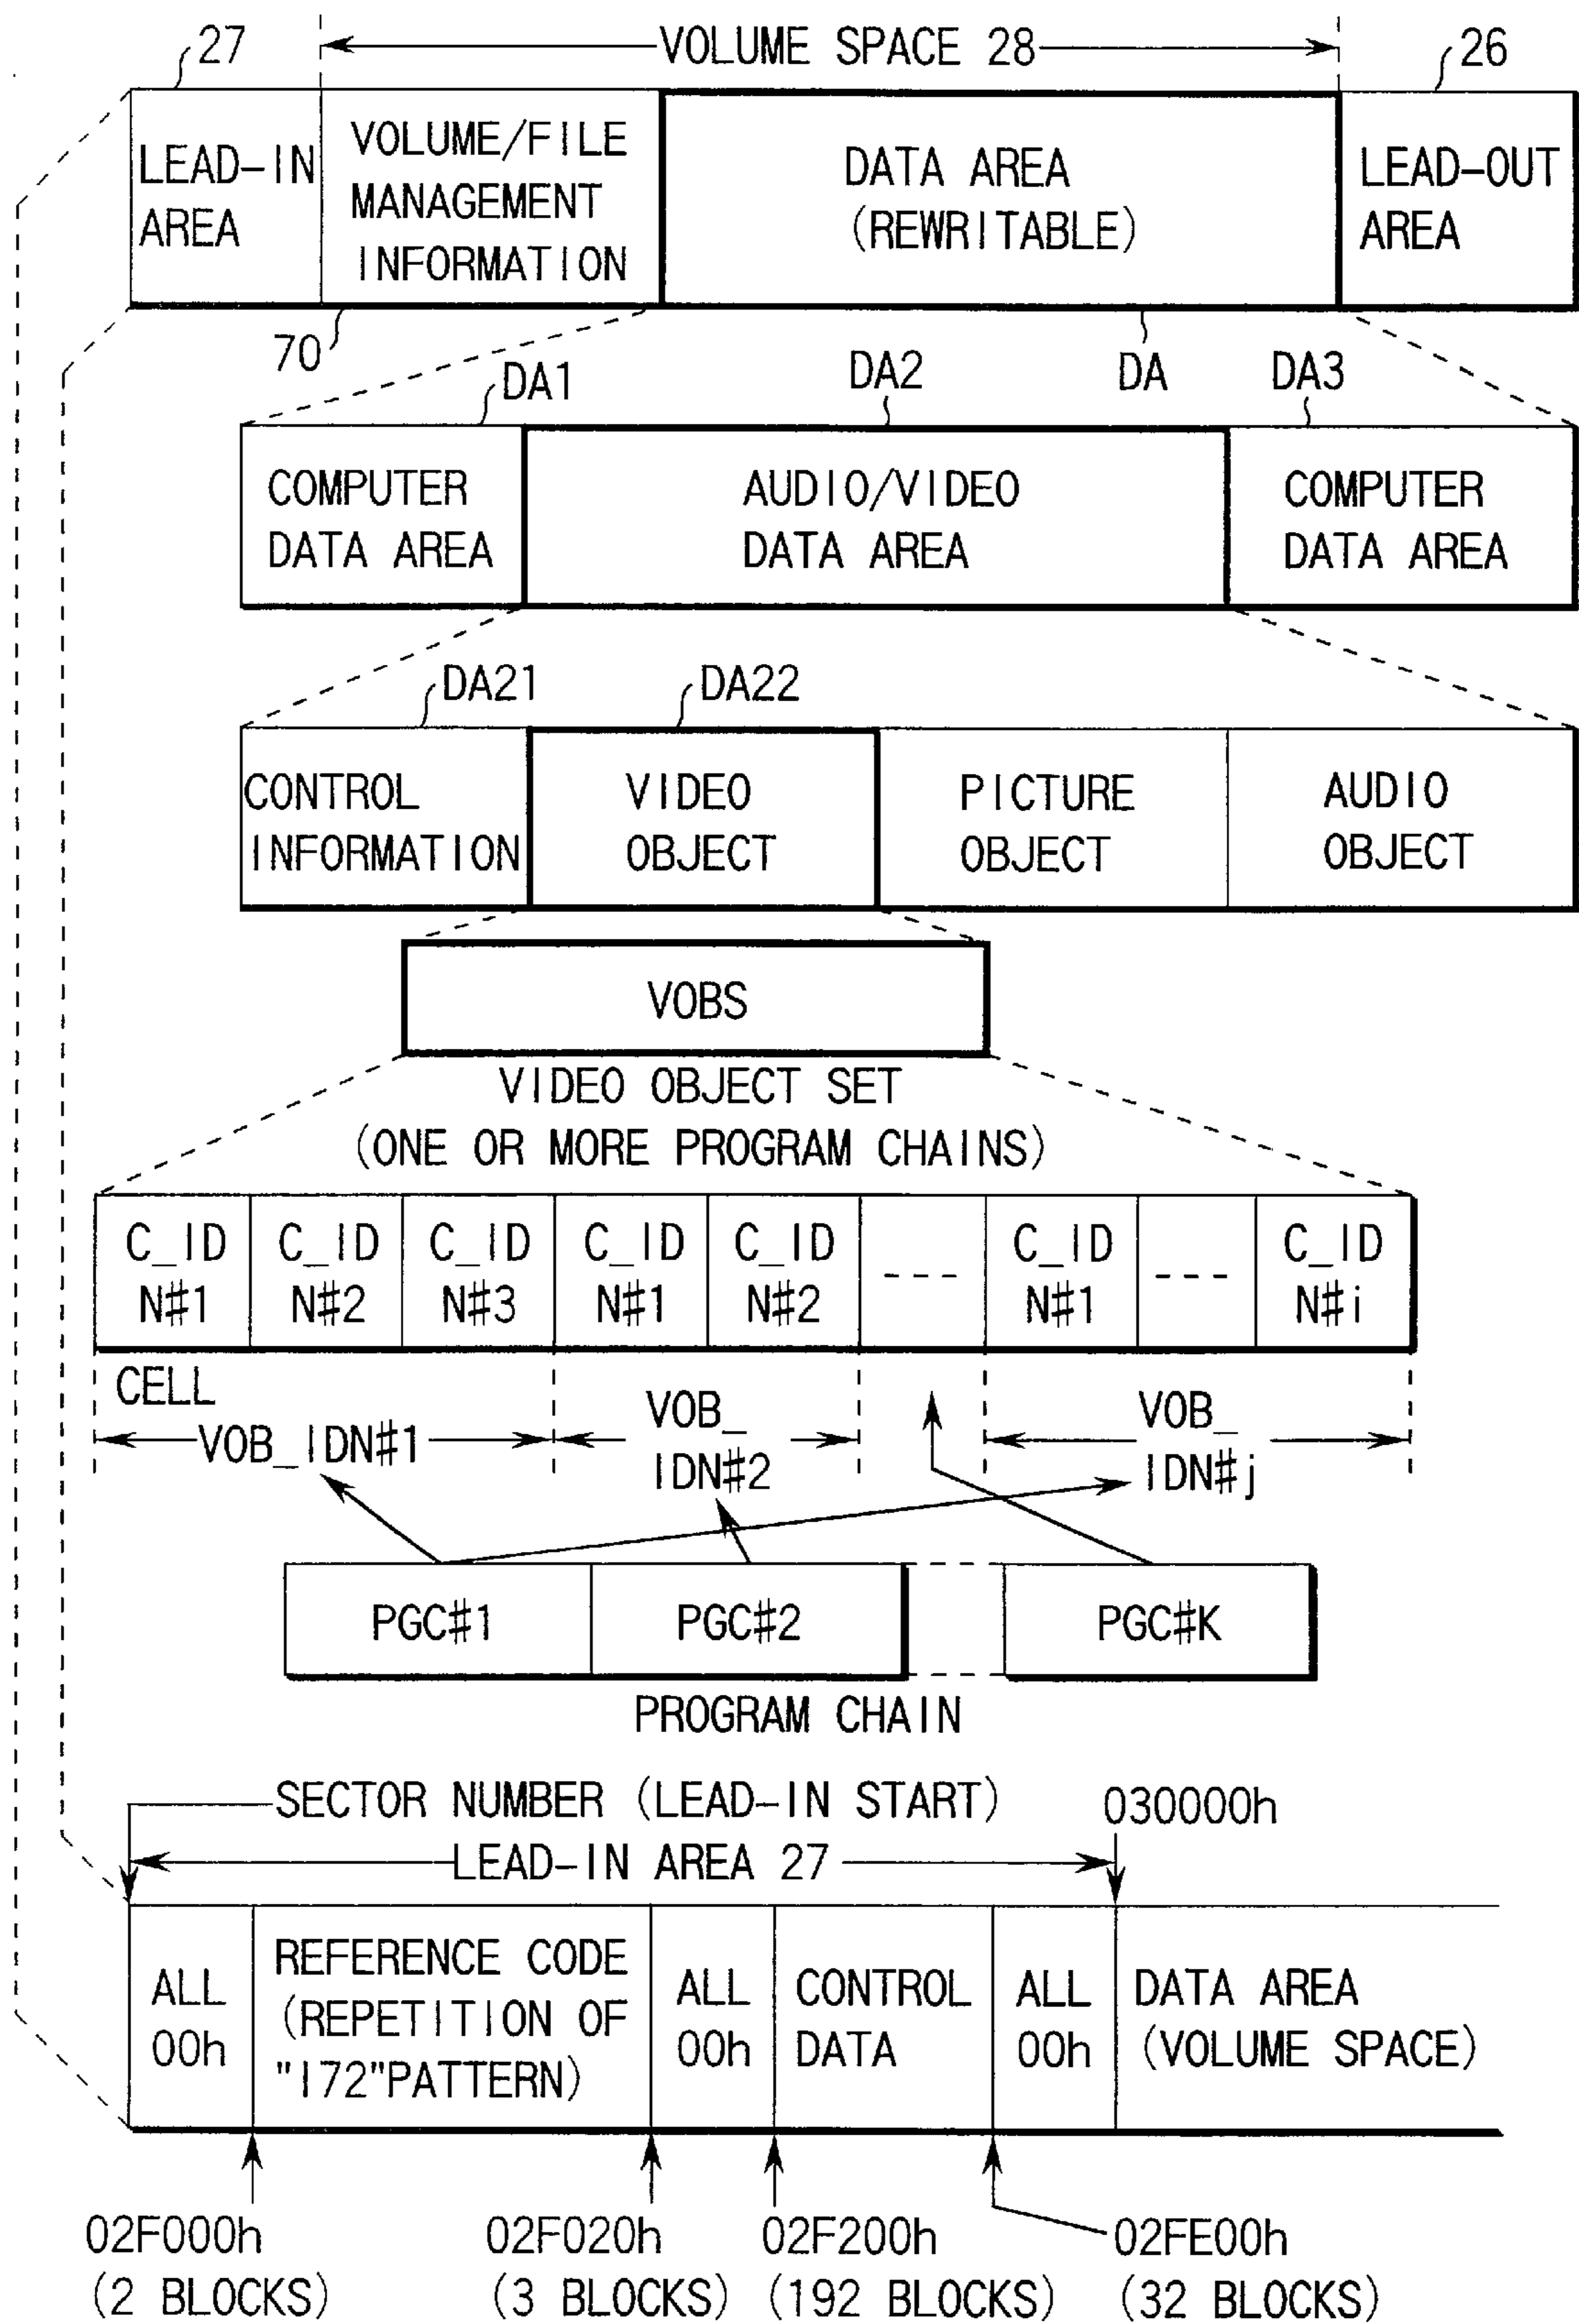 27
VOLUME SPACE 28
26
LEAD-IN
AREA
VOLUME/FILE
MANAGEMENT
INFORMATION
DATA AREA
(REWRITABLE)
LEAD-OUT
AREA
70
DA1
DA2
DA
DA3
COMPUTER
DATA AREA
AUDIO/VIDEO
DATA AREA
COMPUTER
DATA AREA
DA21
DA22
CONTROL
INFORMATION
VIDEO
OBJECT
PICTURE
OBJECT
AUDIO
OBJECT
VOBS
VIDEO OBJECT SET
(ONE OR MORE PROGRAM CHAINS)
C_ID
N#1
C_ID
N#2
C_ID
N#3
C_ID
N#1
C_ID
N#2
----
C_ID
N#1
----
C_ID
N#i
CELL
VOB_IDN#1
VOB_
IDN#2
VOB_
IDN#j
PGC#1
PGC#2
PGC#K
PROGRAM CHAIN
SECTOR NUMBER (LEAD-IN START)
030000h
LEAD-IN AREA 27
ALL
00h
REFERENCE CODE
(REPETITION OF
"172"PATTERN)
ALL
00h
CONTROL
DATA
ALL
00h
DATA AREA
(VOLUME SPACE)
02F000h
(2 BLOCKS)
02F020h
(3 BLOCKS)
02F200h
(192 BLOCKS)
02FE00h
(32 BLOCKS)